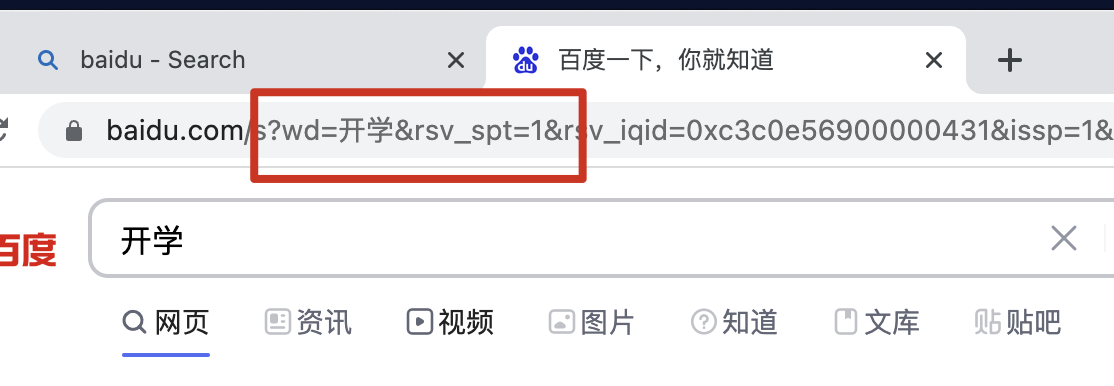 baidu - Search
百度一下，你就知道
baidu.com/s?wd=开学&rsv_spt=1&rsv_iqid=0xc3c0e56900000431&issp=1&
百度
开学
网页 资讯 视频 图片 知道 文库 贴吧